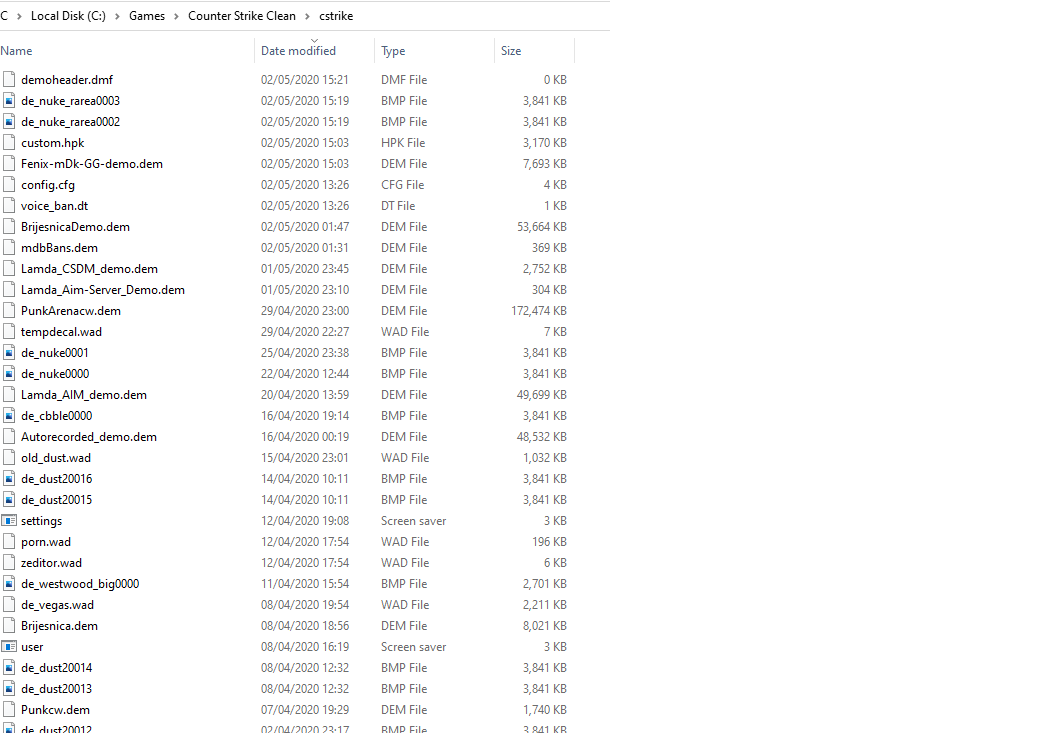 C > Local Disk (C:) > Games > Counter Strike Clean > cstrike
Name Date modified Type Size
demoheader.dmf 02/05/2020 15:21 DMF File 0 KB
de_nuke_rarea0003 02/05/2020 15:19 BMP File 3,841 KB
de_nuke_rarea0002 02/05/2020 15:19 BMP File 3,841 KB
custom.hpk 02/05/2020 15:03 HPK File 3,170 KB
Fenix-mDk-GG-demo.dem 02/05/2020 15:03 DEM File 7,693 KB
config.cfg 02/05/2020 13:26 CFG File 4 KB
voice_ban.dt 02/05/2020 13:26 DT File 1 KB
BrijesnicaDemo.dem 02/05/2020 01:47 DEM File 53,664 KB
mdbBans.dem 02/05/2020 01:31 DEM File 369 KB
Lamda_CSDM_demo.dem 01/05/2020 23:45 DEM File 2,752 KB
Lamda_Aim-Server_Demo.dem 01/05/2020 23:10 DEM File 304 KB
PunkArenacw.dem 29/04/2020 23:00 DEM File 172,474 KB
tempdecal.wad 29/04/2020 22:27 WAD File 7 KB
de_nuke0001 25/04/2020 23:38 BMP File 3,841 KB
de_nuke0000 22/04/2020 12:44 BMP File 3,841 KB
Lamda_AIM_demo.dem 20/04/2020 13:59 DEM File 49,699 KB
de_cbble0000 16/04/2020 19:14 BMP File 3,841 KB
Autorecorded_demo.dem 16/04/2020 00:19 DEM File 48,532 KB
old_dust.wad 15/04/2020 23:01 WAD File 1,032 KB
de_dust20016 14/04/2020 10:11 BMP File 3,841 KB
de_dust20015 14/04/2020 10:11 BMP File 3,841 KB
settings 12/04/2020 19:08 Screen saver 3 KB
porn.wad 12/04/2020 17:54 WAD File 196 KB
zeditor.wad 12/04/2020 17:54 WAD File 6 KB
de_westwood_big0000 11/04/2020 15:54 BMP File 2,701 KB
de_vegas.wad 08/04/2020 19:54 WAD File 2,211 KB
Brijesnica.dem 08/04/2020 18:56 DEM File 8,021 KB
user 08/04/2020 16:19 Screen saver 3 KB
de_dust20014 08/04/2020 12:32 BMP File 3,841 KB
de_dust20013 08/04/2020 12:32 BMP File 3,841 KB
Punkcw.dem 07/04/2020 19:29 DEM File 1,740 KB
de_dust20012 02/04/2020 23:17 BMP File 3,841 KB